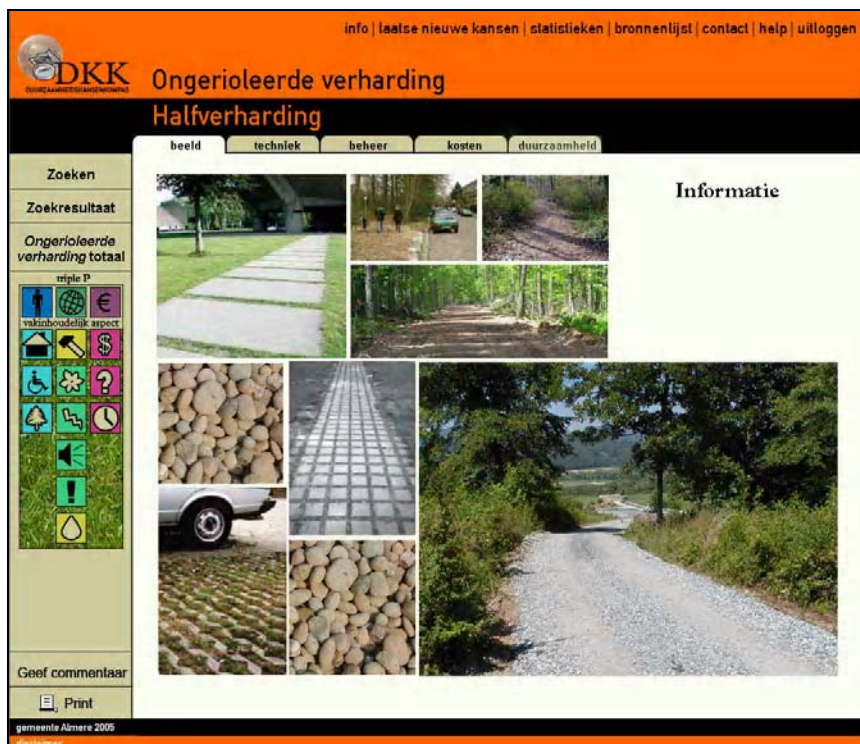 info | laatse nieuwe kansen | statistieken | bronnenlijst | contact | help | uitloggen
DKK
DUURZAAMHEIDSKANSENKOMPAS
Ongerioleerde verharding
Halfverharding
beeld
techniek
beheer
kosten
duurzaamheid
Zoeken
Zoekresultaat
Ongerioleerde
verharding totaal
triple P
€
vakinhoudelijk aspect
$
?
!
Informatie
Geef commentaar
Print
gemeente Almere 2005
disclaimer